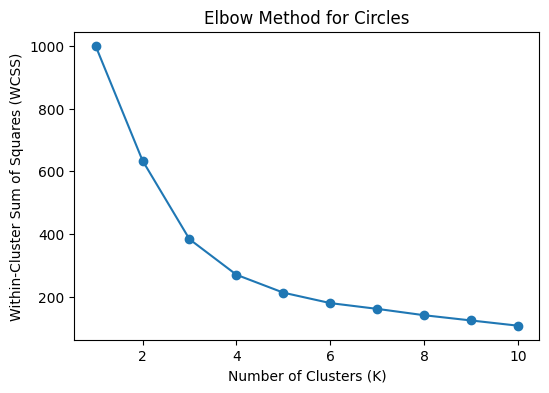 Elbow Method for Circles
Within-Cluster Sum of Squares (WCSS)
1000
800
600
400
200
2 4 6 8 10
Number of Clusters (K)